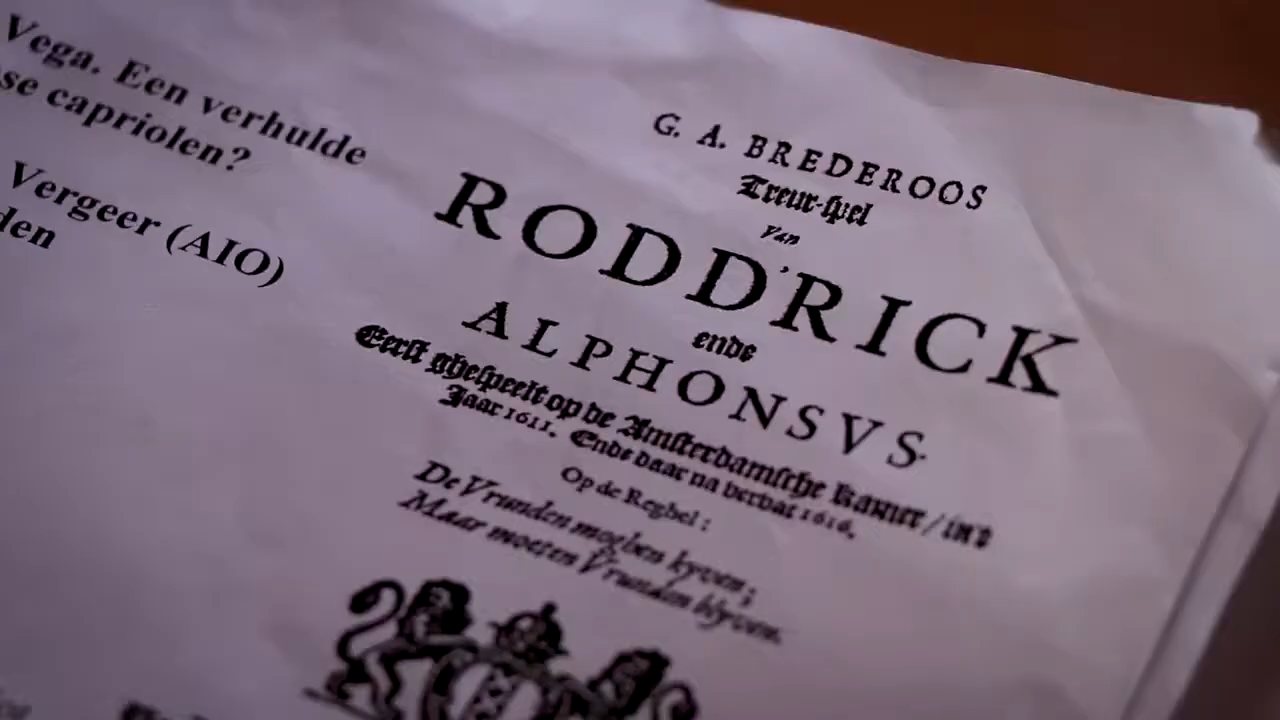 Vega. Een verhulde
se capriolen?
Vergeer (AIO)
den
G. A. BREDEROOS
Treur-spel
Van
RODD'RICK
ende
ALPHONSVS.
Eerst ghespeelt op de Amsterdamsche Kamer / in't
Jaar 1611. Ende daar na vervat 1616.
Op de Reghel:
De Vrunden moghen kyven;
Maar moeten Vrunden blyven.